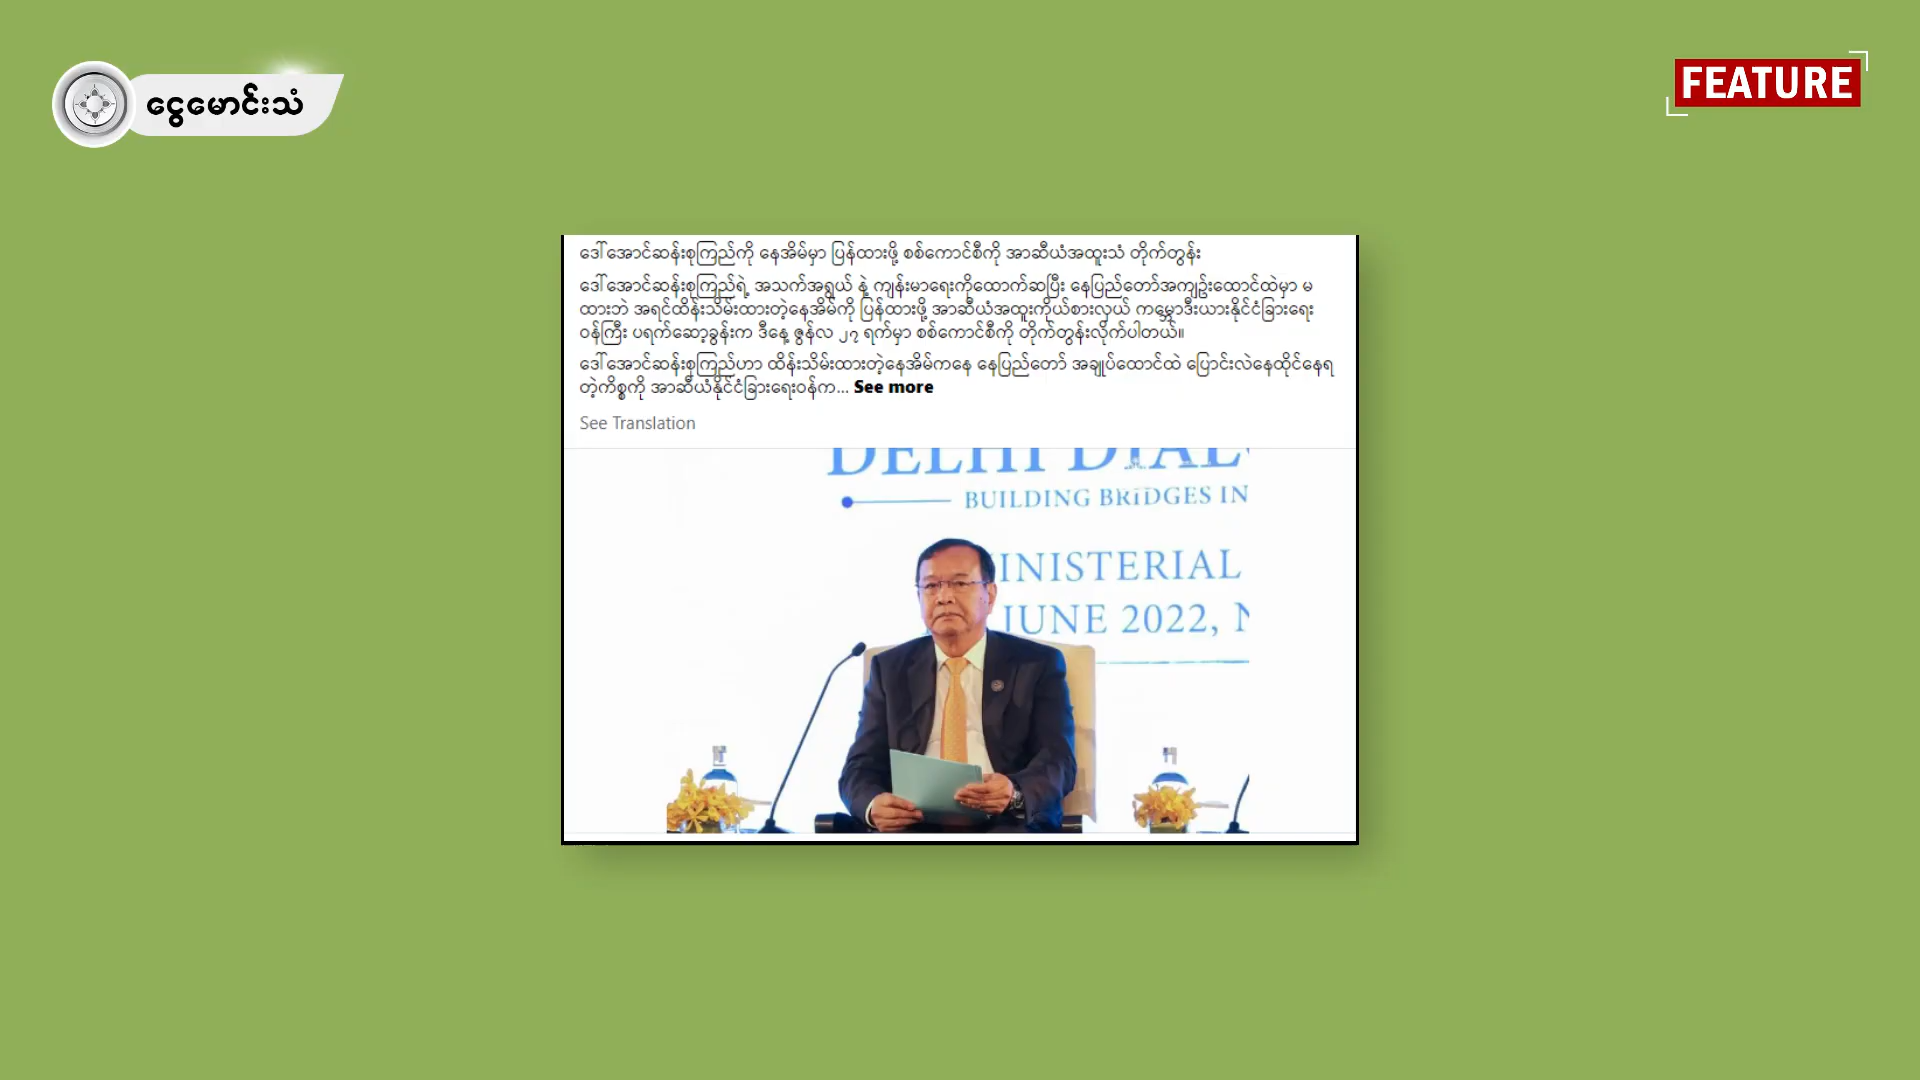 ငွေမောင်းသံ
FEATURE
ဒေါ်အောင်ဆန်းစုကြည်ကို နေအိမ်မှာ ပြန်ထားဖို့ စစ်ကောင်စီကို အာဆီယံအထူးသံ တိုက်တွန်း
ဒေါ်အောင်ဆန်းစုကြည်ရဲ့ အသက်အရွယ် နဲ့ ကျန်းမာရေးကိုထောက်ဆပြီး နေပြည်တော်အကျဥ်းထောင်ထဲမှာ မ
ထားဘဲ အရင်ထိန်းသိမ်းထားတဲ့နေအိမ်ကို ပြန်ထားဖို့ အာဆီယံအထူးကိုယ်စားလှယ် ကမ္ဘောဒီးယားနိုင်ငံခြားရေး
ဝန်ကြီး ပရက်ဆော့ခွန်းက ဒီနေ့ ဇွန်လ ၂၇ ရက်မှာ စစ်ကောင်စီကို တိုက်တွန်းလိုက်ပါတယ်။
ဒေါ်အောင်ဆန်းစုကြည်ဟာ ထိန်းသိမ်းထားတဲ့နေအိမ်ကနေ နေပြည်တော် အချုပ်ထောင်ထဲ ပြောင်းလဲနေထိုင်နေရ
တဲ့ကိစ္စကို အာဆီယံနိုင်ငံခြားရေးဝန်က... See more
See Translation
DELHI DIAL
BUILDING BRIDGES IN
INISTERIAL
JUNE 2022, N